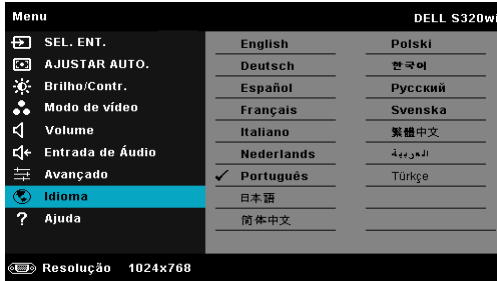 Menu DELL S320wi
SEL. ENT.
AJUSTAR AUTO.
Brilho/Contr.
Modo de vídeo
Volume
Entrada de Áudio
Avançado
Idioma
? Ajuda
English Polski
Deutsch 한국어
Español Русский
Français Svenska
Italiano 繁體中文
Nederlands العربية
✓ Português Türkçe
日本語
简体中文
Resolução 1024x768